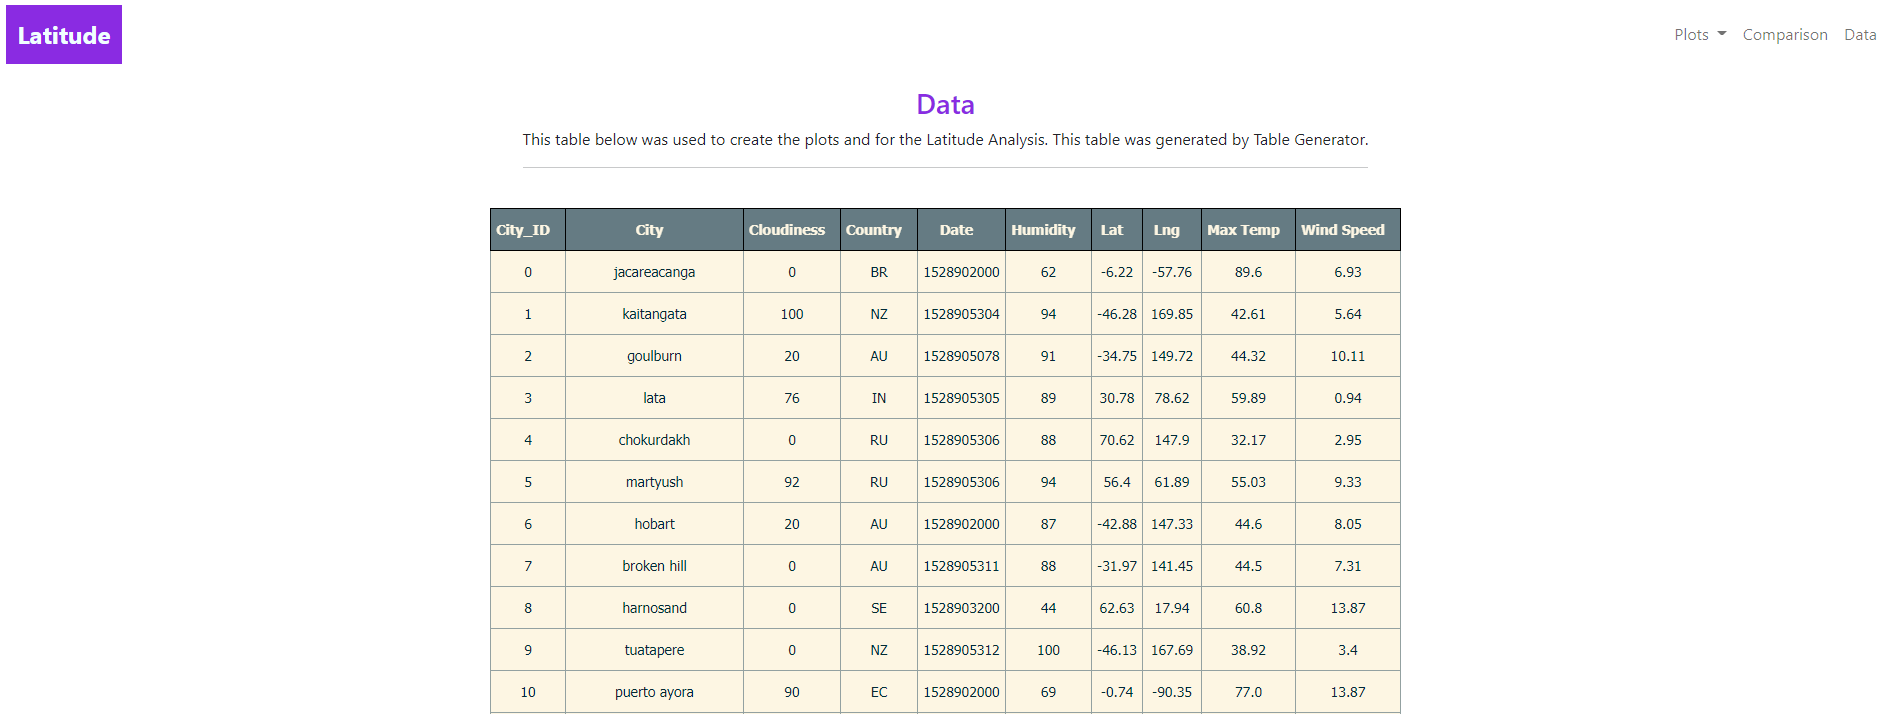 Latitude
Plots Comparison Data
Data
This table below was used to create the plots and for the Latitude Analysis. This table was generated by Table Generator.
City_ID City Cloudiness Country Date Humidity Lat Lng Max Temp Wind Speed
0 jacareacanga 0 BR 1528902000 62 -6.22 -57.76 89.6 6.93
1 kaitangata 100 NZ 1528905304 94 -46.28 169.85 42.61 5.64
2 goulburn 20 AU 1528905078 91 -34.75 149.72 44.32 10.11
3 lata 76 IN 1528905305 89 30.78 78.62 59.89 0.94
4 chokurdakh 0 RU 1528905306 88 70.62 147.9 32.17 2.95
5 martyush 92 RU 1528905306 94 56.4 61.89 55.03 9.33
6 hobart 20 AU 1528902000 87 -42.88 147.33 44.6 8.05
7 broken hill 0 AU 1528905311 88 -31.97 141.45 44.5 7.31
8 harnosand 0 SE 1528903200 44 62.63 17.94 60.8 13.87
9 tuatapere 0 NZ 1528905312 100 -46.13 167.69 38.92 3.4
10 puerto ayora 90 EC 1528902000 69 -0.74 -90.35 77.0 13.87